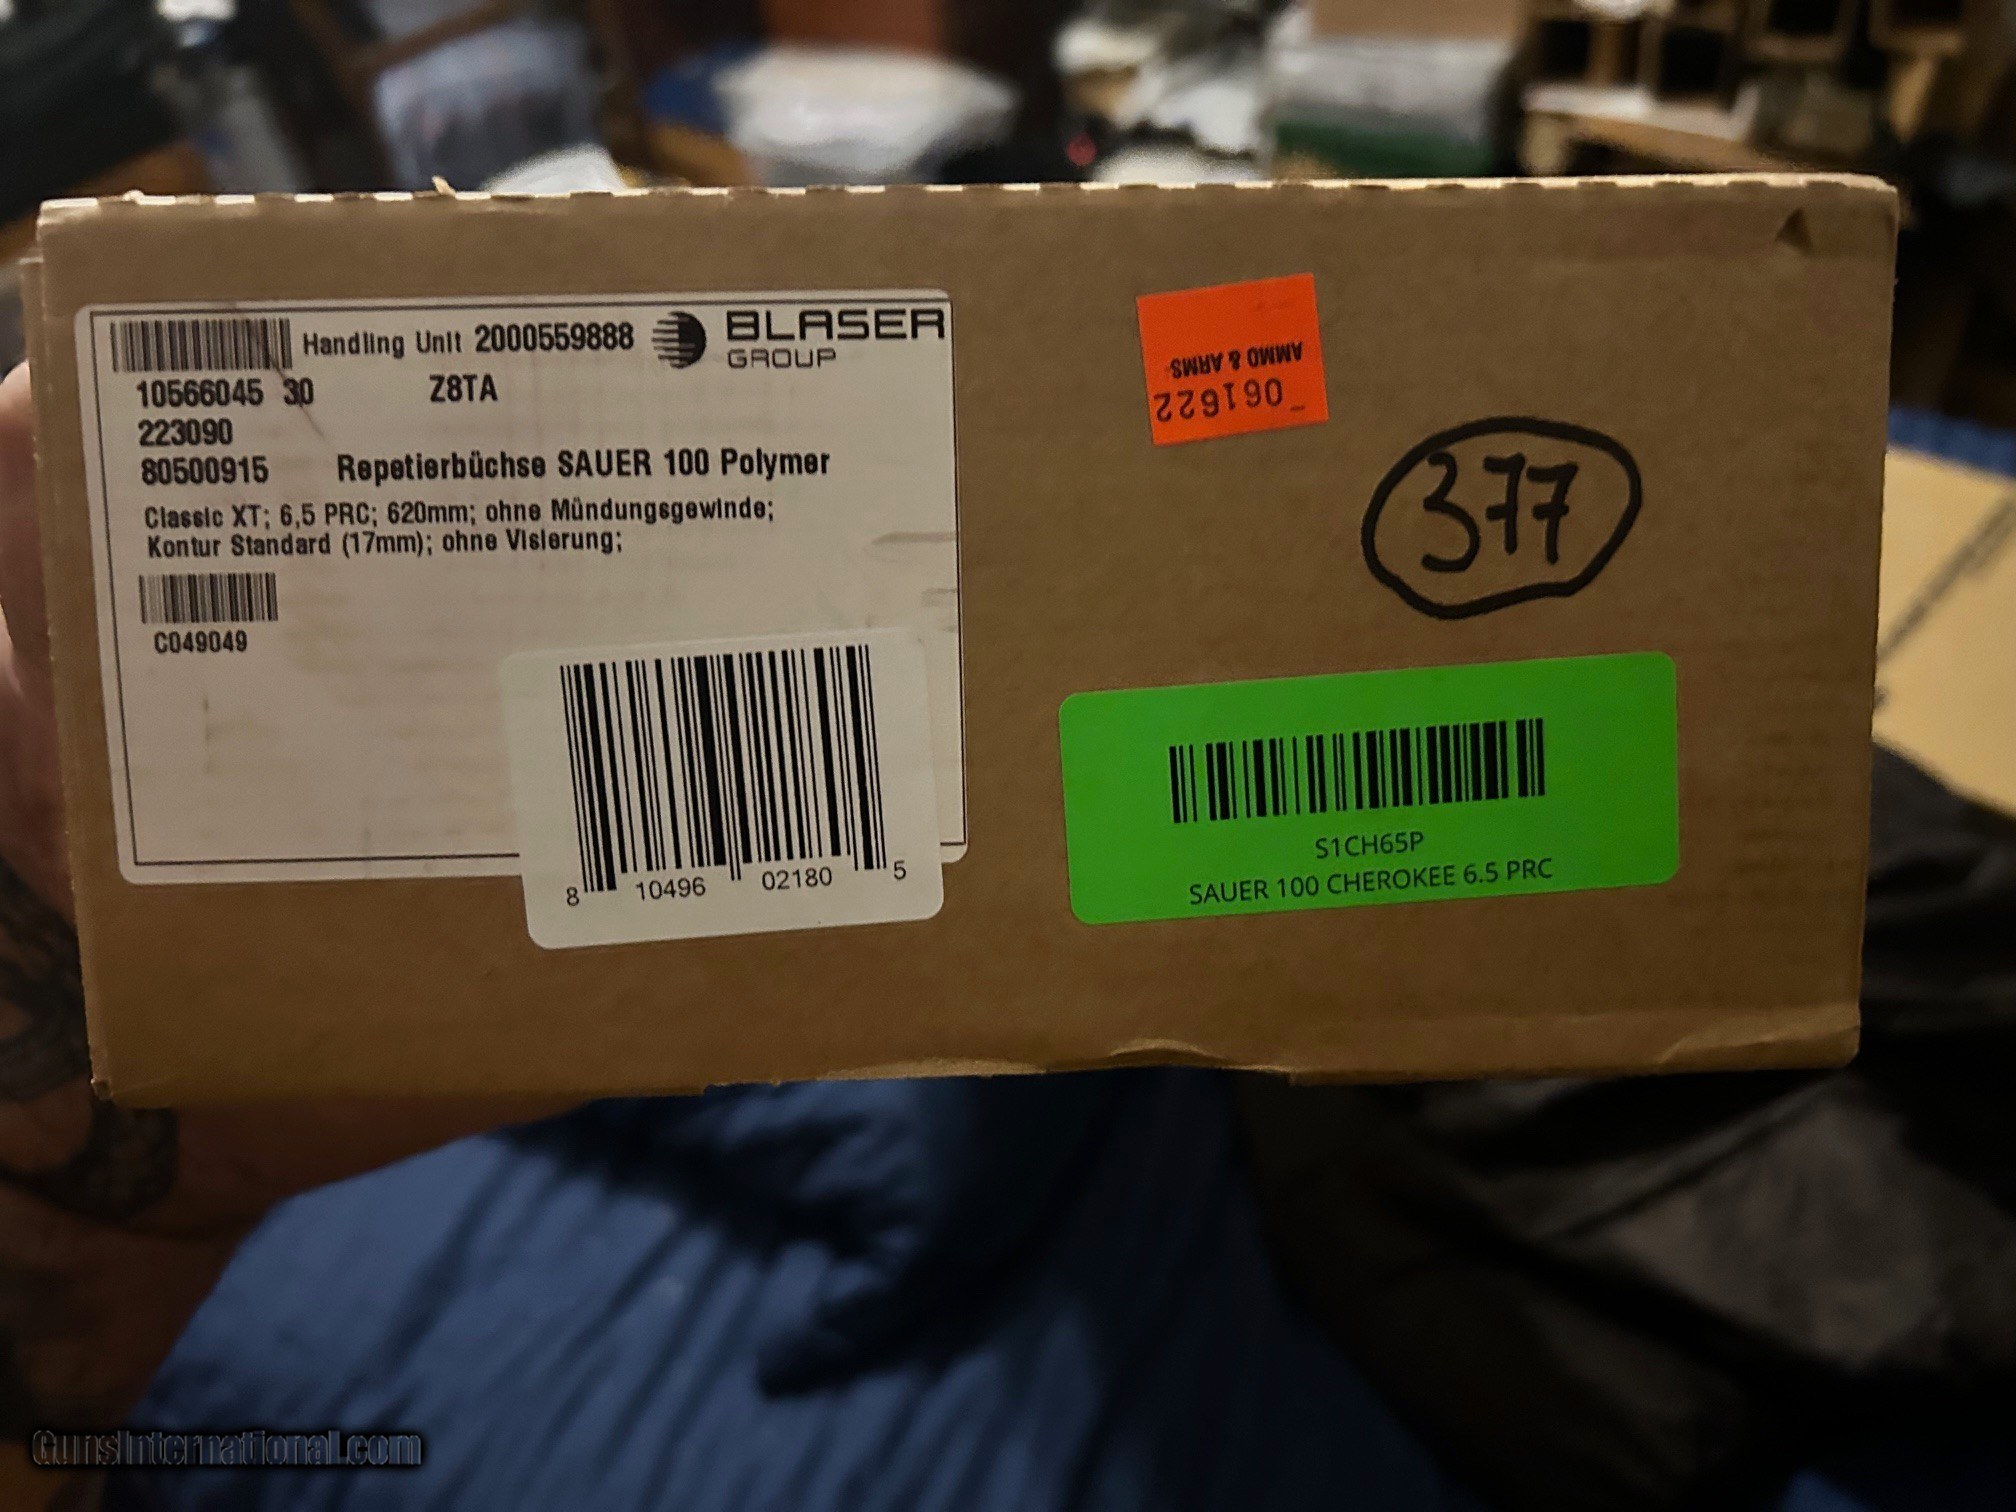 Handling Unit 2000559888
BLASER
GROUP
10566045 30 Z8TA
223090
80500915 Repetierbüchse SAUER 100 Polymer
Classic XT; 6,5 PRC; 620mm; ohne Mündungsgewinde;
Kontur Standard (17mm); ohne Visierung;
C049049
8 10496 02180 5
AMMO & ARMS
061622
377
S1CH65P
SAUER 100 CHEROKEE 6.5 PRC
GunsInternational.com